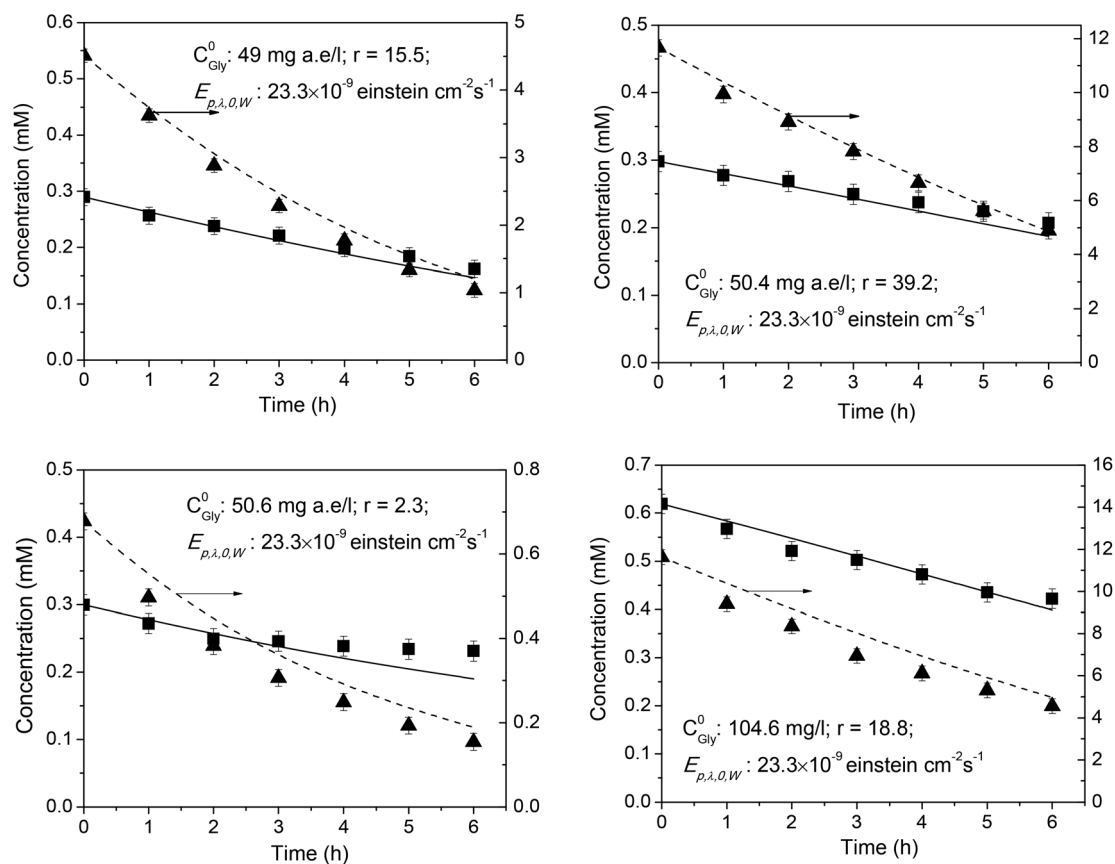 C⁰Gly: 49 mg a.e/l; r = 15.5;
Ep,λ,0,W : 23.3×10⁻⁹ einstein cm⁻²s⁻¹
Concentration (mM)
0.6
0.5
0.4
0.3
0.2
0.1
0.0
5
4
3
2
1
0
0 1 2 3 4 5 6
Time (h)
C⁰Gly: 50.4 mg a.e/l; r = 39.2;
Ep,λ,0,W : 23.3×10⁻⁹ einstein cm⁻²s⁻¹
Concentration (mM)
0.5
0.4
0.3
0.2
0.1
0.0
12
10
8
6
4
2
0
0 1 2 3 4 5 6
Time (h)
C⁰Gly: 50.6 mg a.e/l; r = 2.3;
Ep,λ,0,W : 23.3×10⁻⁹ einstein cm⁻²s⁻¹
Concentration (mM)
0.5
0.4
0.3
0.2
0.1
0.0
0.8
0.6
0.4
0.2
0.0
0 1 2 3 4 5 6
Time (h)
C⁰Gly: 104.6 mg/l; r = 18.8;
Ep,λ,0,W : 23.3×10⁻⁹ einstein cm⁻²s⁻¹
Concentration (mM)
0.7
0.6
0.5
0.4
0.3
0.2
0.1
0.0
16
14
12
10
8
6
4
2
0
0 1 2 3 4 5 6
Time (h)